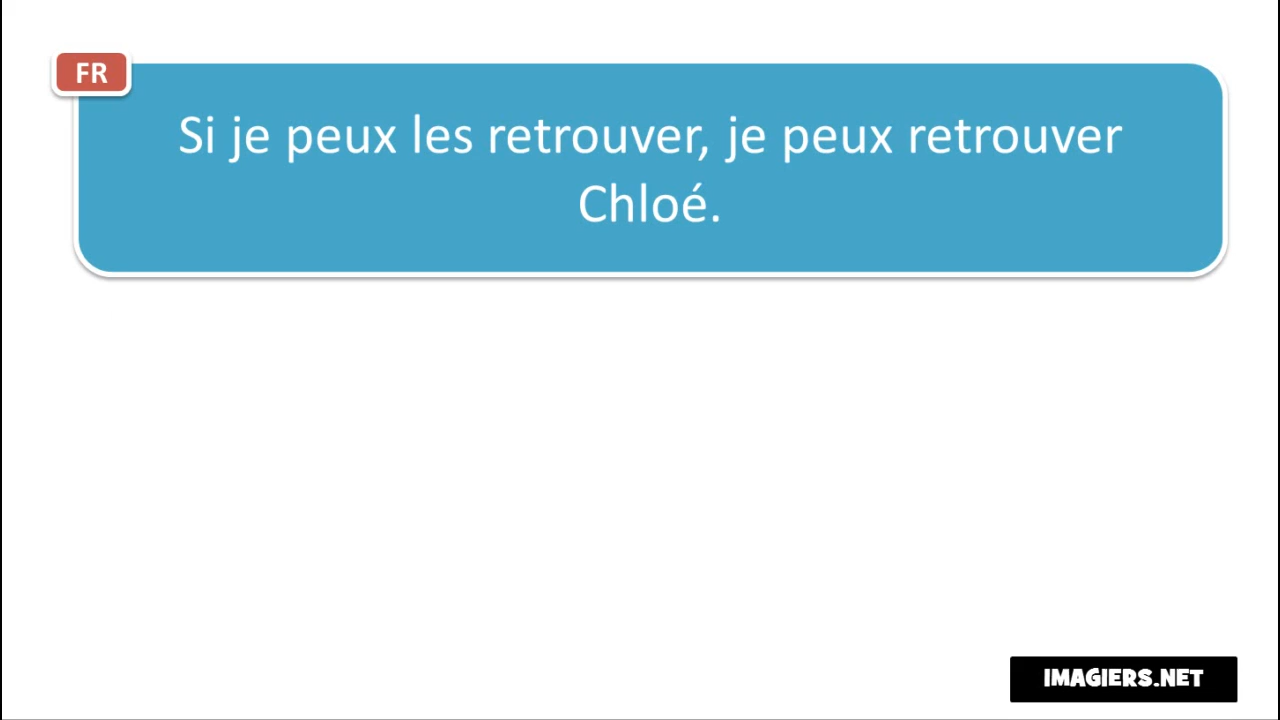 FR
Si je peux les retrouver, je peux retrouver
Chloé.
IMAGIERS.NET